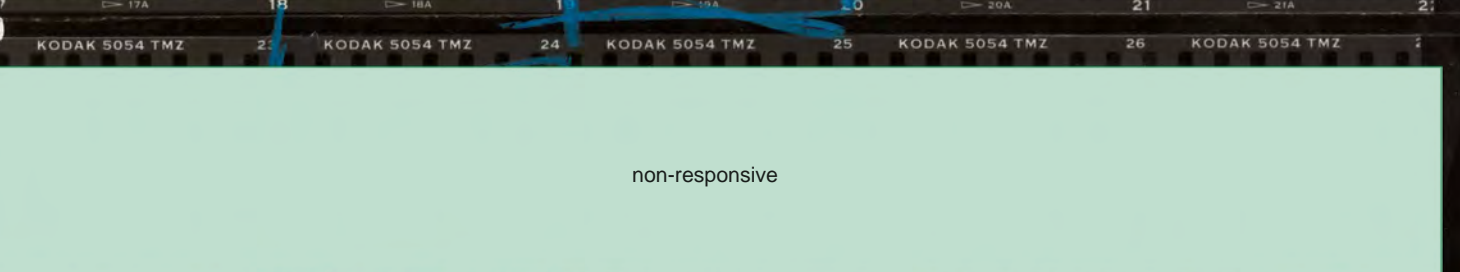 17A 18 18A 19 19A 20 20A 21 21A
KODAK 5054 TMZ 23 KODAK 5054 TMZ 24 KODAK 5054 TMZ 25 KODAK 5054 TMZ 26 KODAK 5054 TMZ
non-responsive